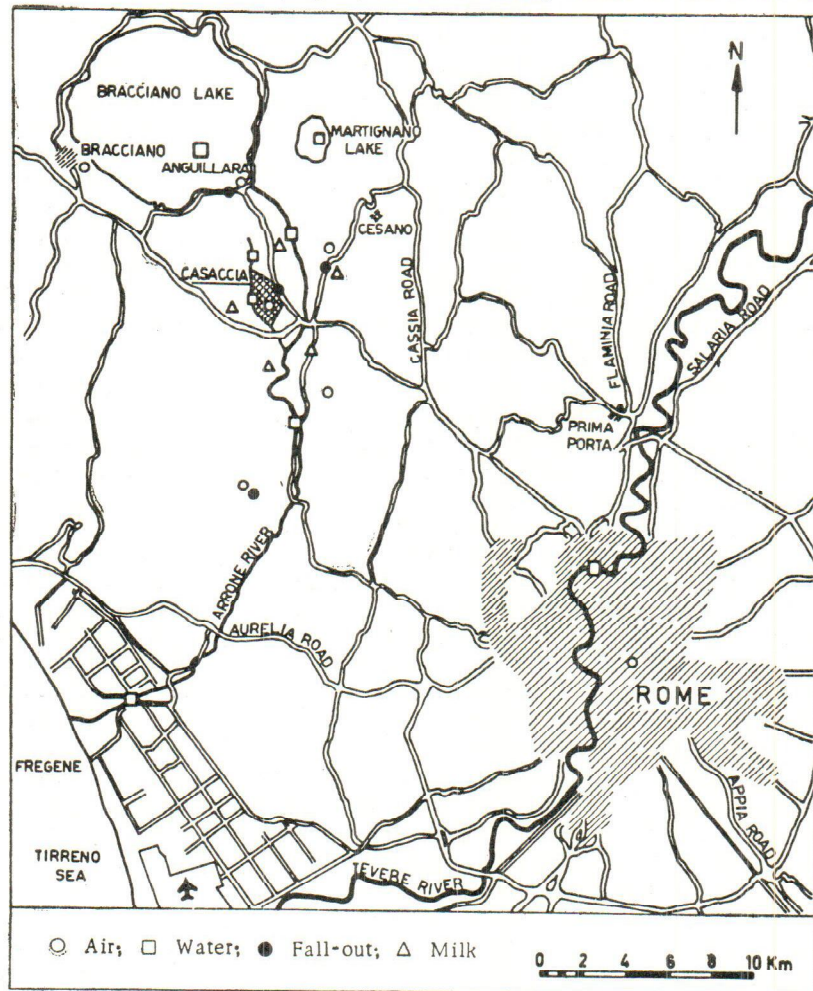 N
BRACCIANO LAKE
MARTIGNANO
LAKE
BRACCIANO
ANGUILLARA
CESANO
CASACCIA
CASSIA ROAD
FLAMINIA ROAD
SALARIA ROAD
PRIMA
PORTA
ARRONE RIVER
AURELIA ROAD
ROME
FREGENE
APPIA ROAD
TIRRENO
SEA
TEVERE RIVER
Air; Water; Fall-out; Milk
0 2 4 6 8 10 Km